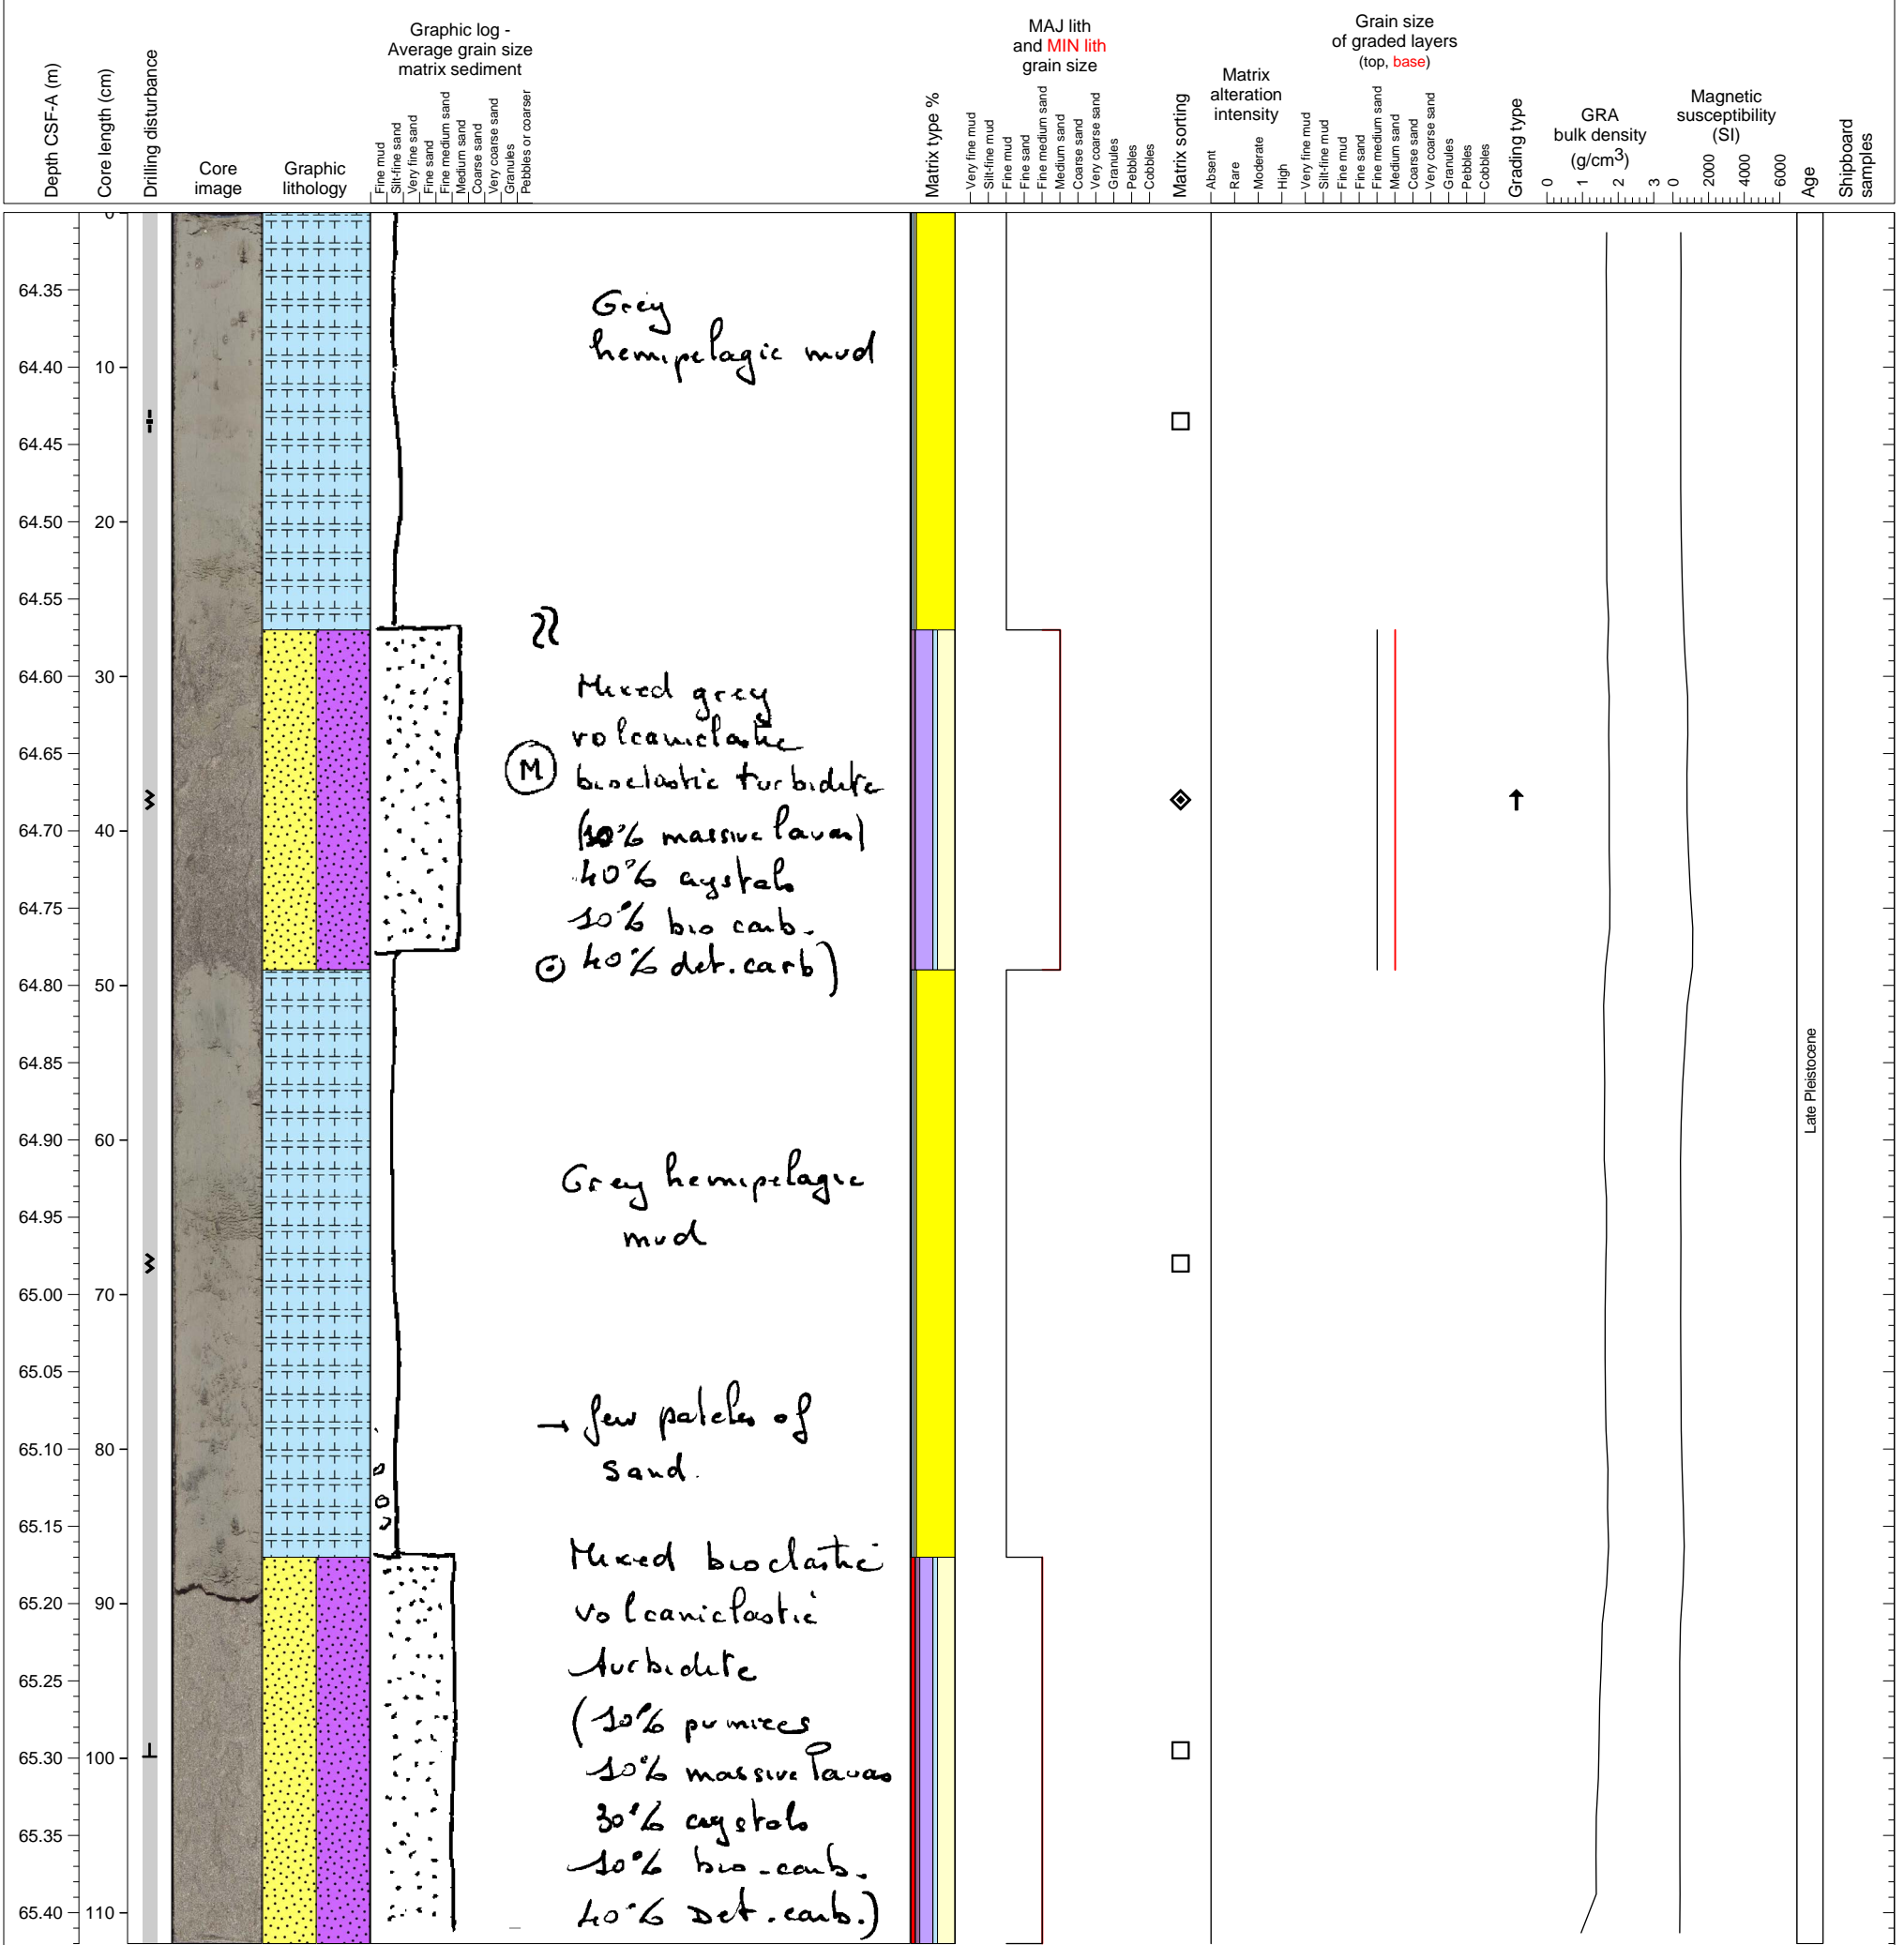 Depth CSF-A (m)
Core length (cm)
Drilling disturbance
Core
image
Graphic
lithology
Graphic log -
Average grain size
matrix sediment
Fine mud
Silt-fine sand
Very fine sand
Fine sand
Fine medium sand
Medium sand
Coarse sand
Very coarse sand
Granules
Pebbles or coarser
Matrix type %
MAJ lith
and MIN lith
grain size
Very fine mud
Silt-fine mud
Fine mud
Fine sand
Fine medium sand
Medium sand
Coarse sand
Very coarse sand
Granules
Pebbles
Cobbles
Matrix sorting
Matrix
alteration
intensity
Absent
Rare
Moderate
High
Grain size
of graded layers
(top, base)
Very fine mud
Silt-fine mud
Fine mud
Fine sand
Fine medium sand
Medium sand
Coarse sand
Very coarse sand
Granules
Pebbles
Cobbles
Grading type
GRA
bulk density
(g/cm3)
0 1 2 3
Magnetic
susceptibility
(SI)
0 2000 4000 6000
Age
Shipboard
samples
0
64.35
64.40 10
64.45
64.50 20
64.55
64.60 30
64.65
64.70 40
64.75
64.80 50
64.85
64.90 60
64.95
65.00 70
65.05
65.10 80
65.15
65.20 90
65.25
65.30 100
65.35
65.40 110
Grey
hemipelagic mud
Mixed grey
volcaniclastic
M bioclastic turbidite
(10% massive lavas)
40% crystals
10% bio carb.
40% det. carb)
Grey hemipelagic
mud
→ few patches of
sand.
Mixed bioclastic
volcaniclastic
turbidite
(10% pumices
10% massive lavas
30% crystals
10% bio-carb.
40% Det. carb.)
Late Pleistocene